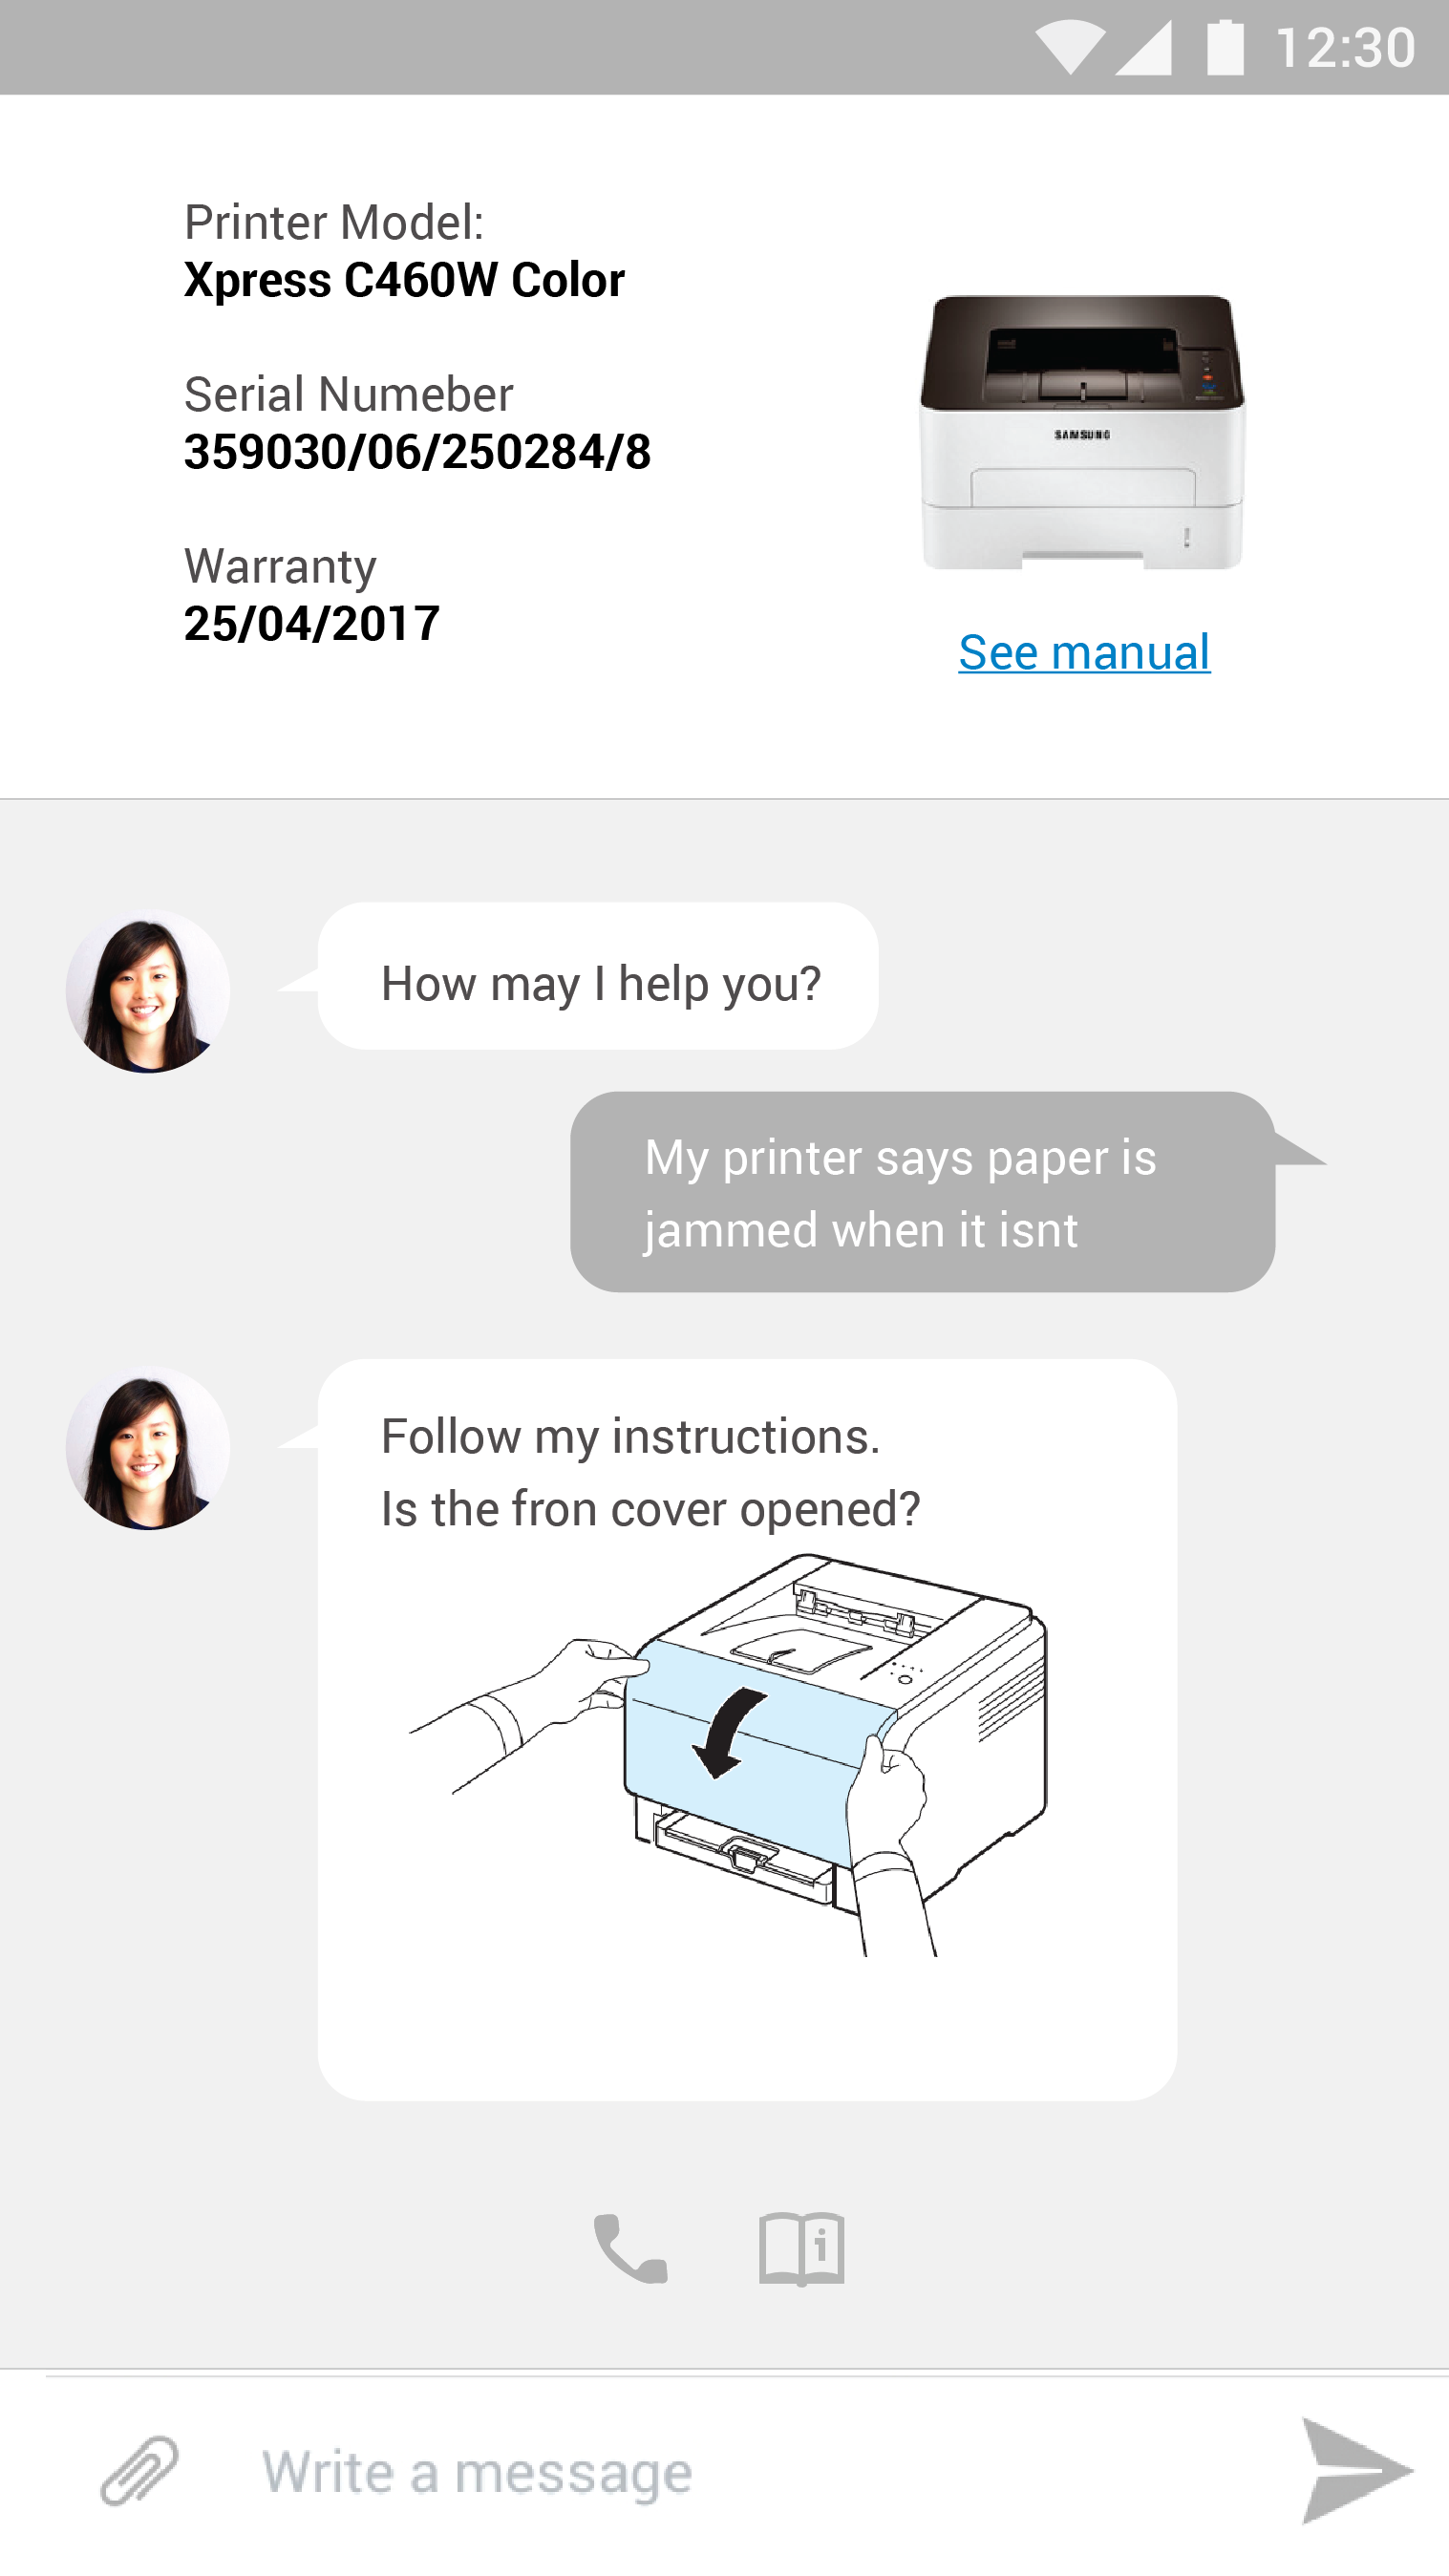 12:30
Printer Model:
Xpress C460W Color
Serial Numeber
359030/06/250284/8
Warranty
25/04/2017
SAMSUNG
See manual
How may I help you?
My printer says paper is
jammed when it isnt
Follow my instructions.
Is the fron cover opened?
Write a message